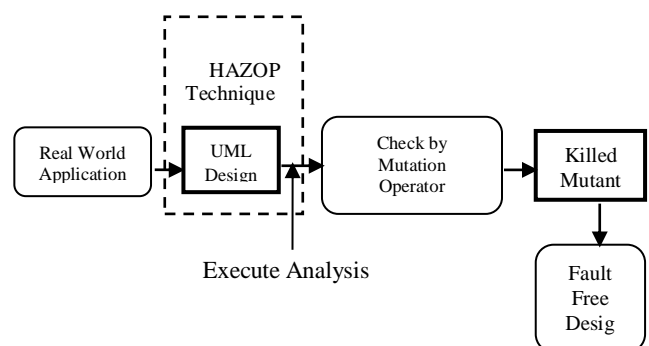 HAZOP
Technique
Real World
Application
UML
Design
Check by
Mutation
Operator
Killed
Mutant
Execute Analysis
Fault
Free
Desig